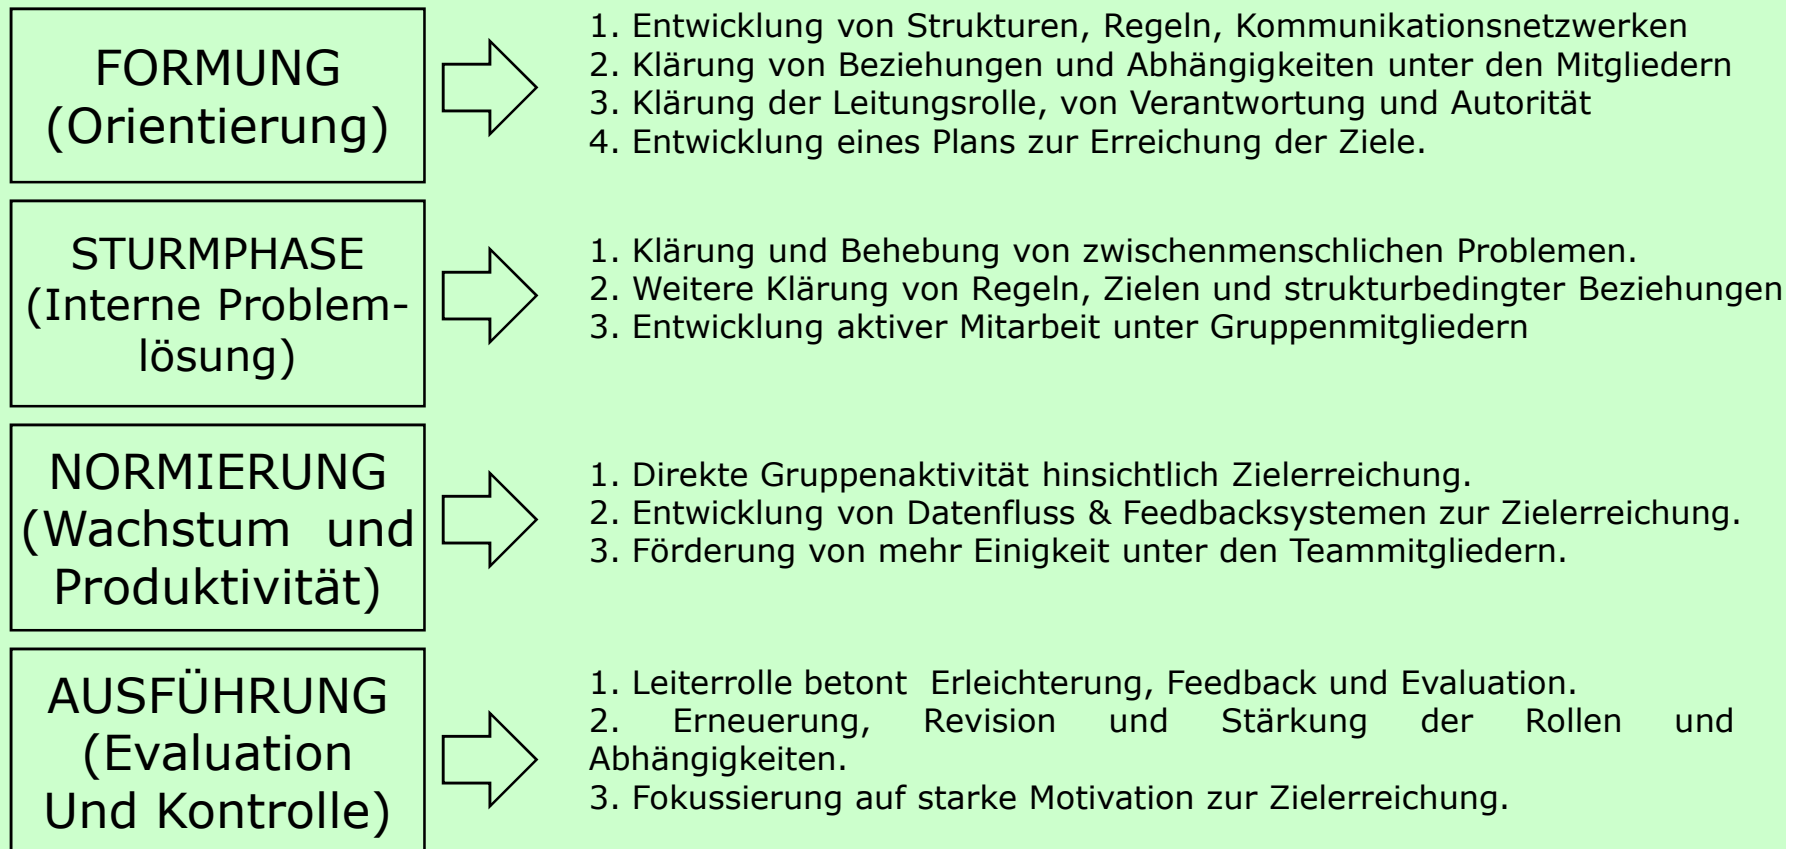 FORMUNG
(Orientierung)
1. Entwicklung von Strukturen, Regeln, Kommunikationsnetzwerken
2. Klärung von Beziehungen und Abhängigkeiten unter den Mitgliedern
3. Klärung der Leitungsrolle, von Verantwortung und Autorität
4. Entwicklung eines Plans zur Erreichung der Ziele.
STURMPHASE
(Interne Problem-
lösung)
1. Klärung und Behebung von zwischenmenschlichen Problemen.
2. Weitere Klärung von Regeln, Zielen und strukturbedingter Beziehungen
3. Entwicklung aktiver Mitarbeit unter Gruppenmitgliedern
NORMIERUNG
(Wachstum und
Produktivität)
1. Direkte Gruppenaktivität hinsichtlich Zielerreichung.
2. Entwicklung von Datenfluss & Feedbacksystemen zur Zielerreichung.
3. Förderung von mehr Einigkeit unter den Teammitgliedern.
AUSFÜHRUNG
(Evaluation
Und Kontrolle)
1. Leiterrolle betont Erleichterung, Feedback und Evaluation.
2. Erneuerung, Revision und Stärkung der Rollen und
Abhängigkeiten.
3. Fokussierung auf starke Motivation zur Zielerreichung.